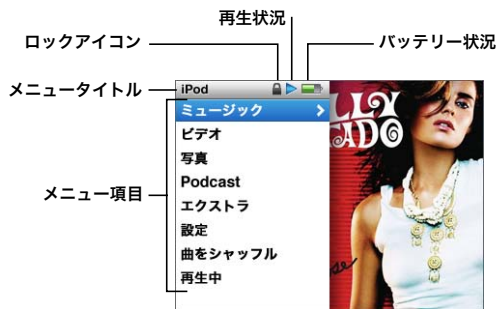 再生状況
ロックアイコン
バッテリー状況
メニュータイトル
iPod
ミュージック
ビデオ
写真
メニュー項目
Podcast
エクストラ
設定
曲をシャッフル
再生中